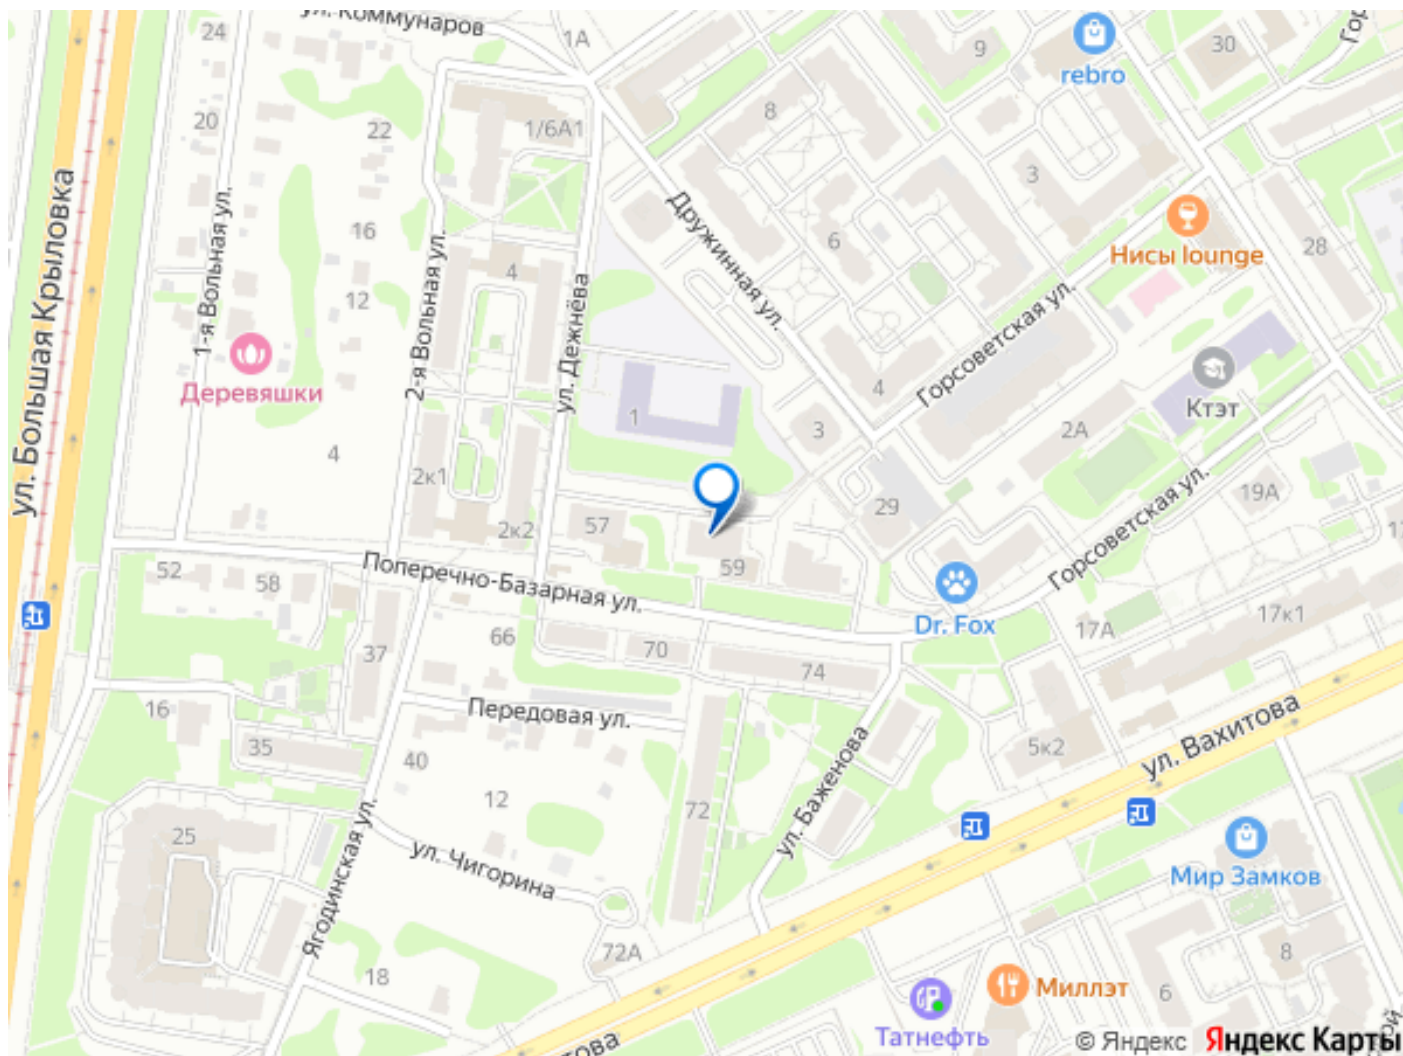 ул. Коммунаров
24
1А
9
rebro
30
20
22
1/6А1
8
3
ул. Большая Крыловка
1-я Вольная ул.
16
2-я Вольная ул.
4
ул. Дежнёва
Дружинная ул.
6
Нисы lounge
28
12
Деревяшки
Горсоветская ул.
4
Ктэт
1
3
2А
4
2к1
2к2
57
29
19А
Горсоветская ул.
52
58
Поперечно-Базарная ул.
59
Dr. Fox
17А
17к1
66
37
70
74
16
Передовая ул.
35
40
12
72
ул. Баженова
5к2
ул. Вахитова
25
Ягодинская ул.
ул. Чигорина
Мир Замков
18
72А
8
6
Татнефть
Миллэт
© Яндекс Яндекс Карты